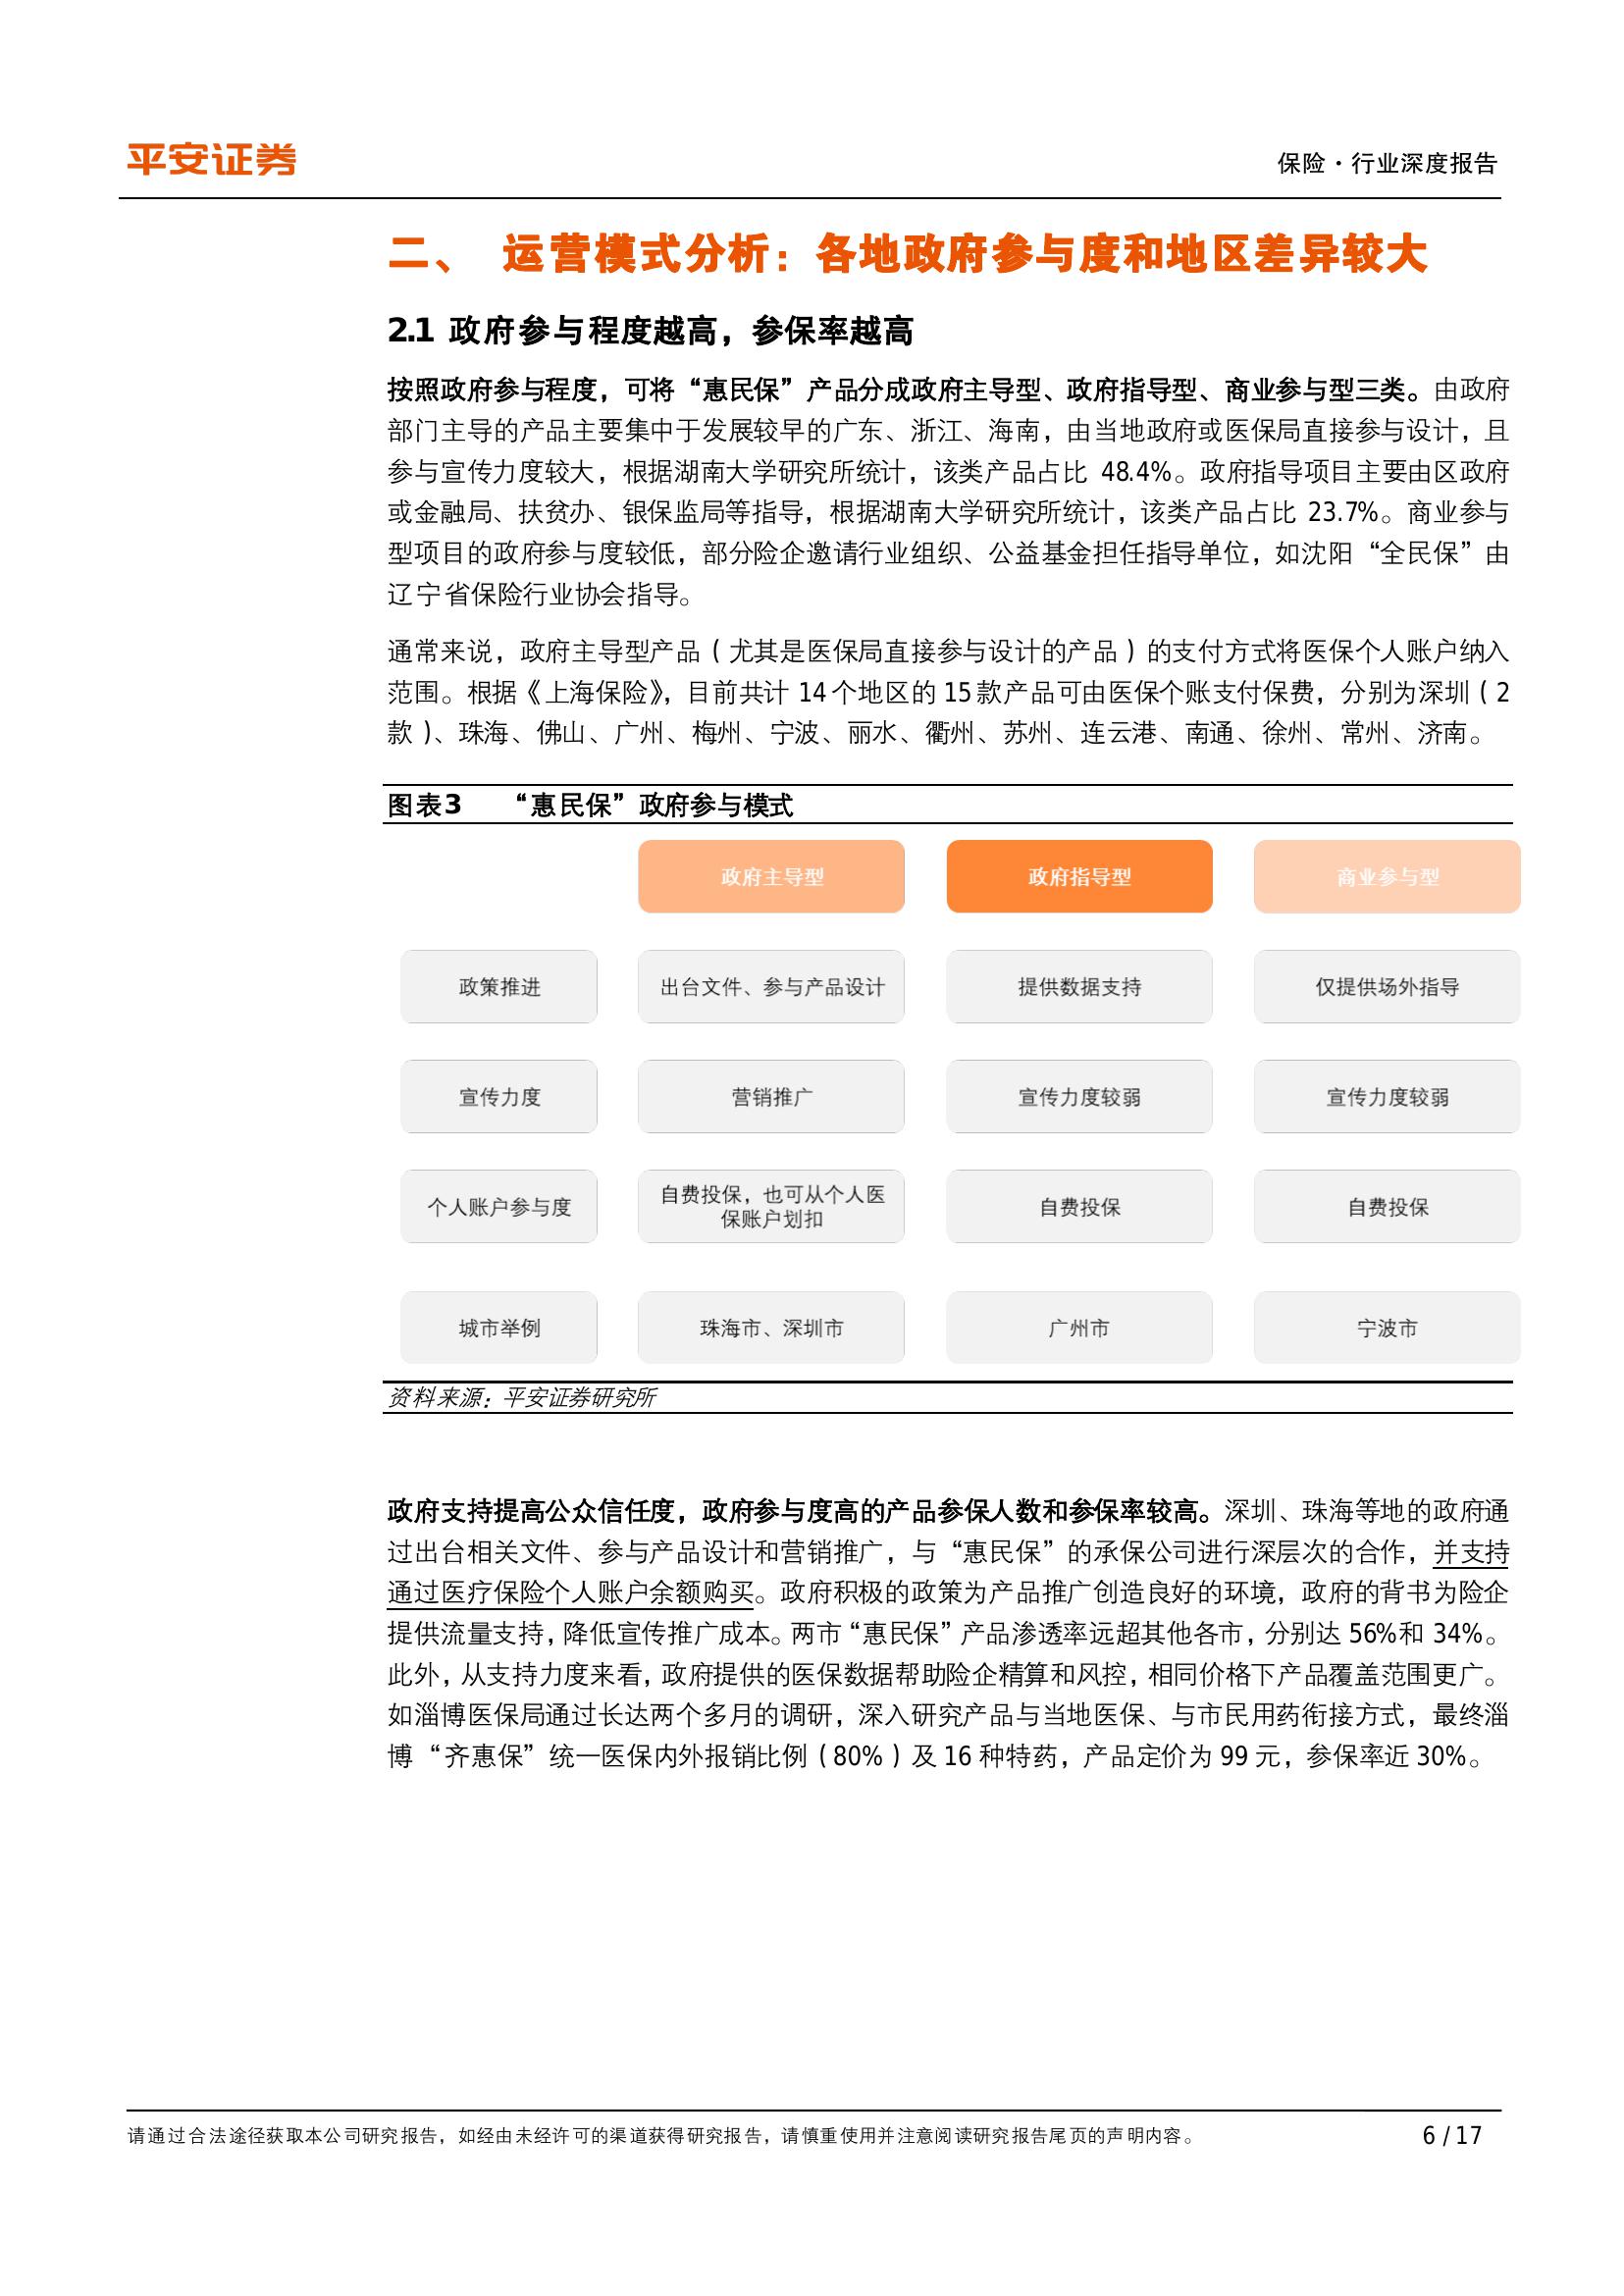 平安证券
保险·行业深度报告
二、 运营模式分析：各地政府参与度和地区差异较大
2.1 政府参与程度越高，参保率越高
按照政府参与程度，可将“惠民保”产品分成政府主导型、政府指导型、商业参与型三类。由政府
部门主导的产品主要集中于发展较早的广东、浙江、海南，由当地政府或医保局直接参与设计，且
参与宣传力度较大，根据湖南大学研究所统计，该类产品占比 48.4%。政府指导项目主要由区政府
或金融局、扶贫办、银保监局等指导，根据湖南大学研究所统计，该类产品占比 23.7%。商业参与
型项目的政府参与度较低，部分险企邀请行业组织、公益基金担任指导单位，如沈阳“全民保”由
辽宁省保险行业协会指导。
通常来说，政府主导型产品（尤其是医保局直接参与设计的产品）的支付方式将医保个人账户纳入
范围。根据《上海保险》，目前共计 14 个地区的 15 款产品可由医保个账支付保费，分别为深圳（2
款）、珠海、佛山、广州、梅州、宁波、丽水、衢州、苏州、连云港、南通、徐州、常州、济南。
图表3 “惠民保”政府参与模式
政府主导型 政府指导型 商业参与型
政策推进 出台文件、参与产品设计 提供数据支持 仅提供场外指导
宣传力度 营销推广 宣传力度较弱 宣传力度较弱
个人账户参与度 自费投保，也可从个人医 自费投保 自费投保
保账户划扣
城市举例 珠海市、深圳市 广州市 宁波市
资料来源：平安证券研究所
政府支持提高公众信任度，政府参与度高的产品参保人数和参保率较高。深圳、珠海等地的政府通
过出台相关文件、参与产品设计和营销推广，与“惠民保”的承保公司进行深层次的合作，并支持
通过医疗保险个人账户余额购买。政府积极的政策为产品推广创造良好的环境，政府的背书为险企
提供流量支持，降低宣传推广成本。两市“惠民保”产品渗透率远超其他各市，分别达 56%和 34%。
此外，从支持力度来看，政府提供的医保数据帮助险企精算和风控，相同价格下产品覆盖范围更广。
如淄博医保局通过长达两个多月的调研，深入研究产品与当地医保、与市民用药衔接方式，最终淄
博“齐惠保”统一医保内外报销比例（80%）及 16 种特药，产品定价为 99 元，参保率近 30%。
请通过合法途径获取本公司研究报告，如经由未经许可的渠道获得研究报告，请慎重使用并注意阅读研究报告尾页的声明内容。
6 / 17